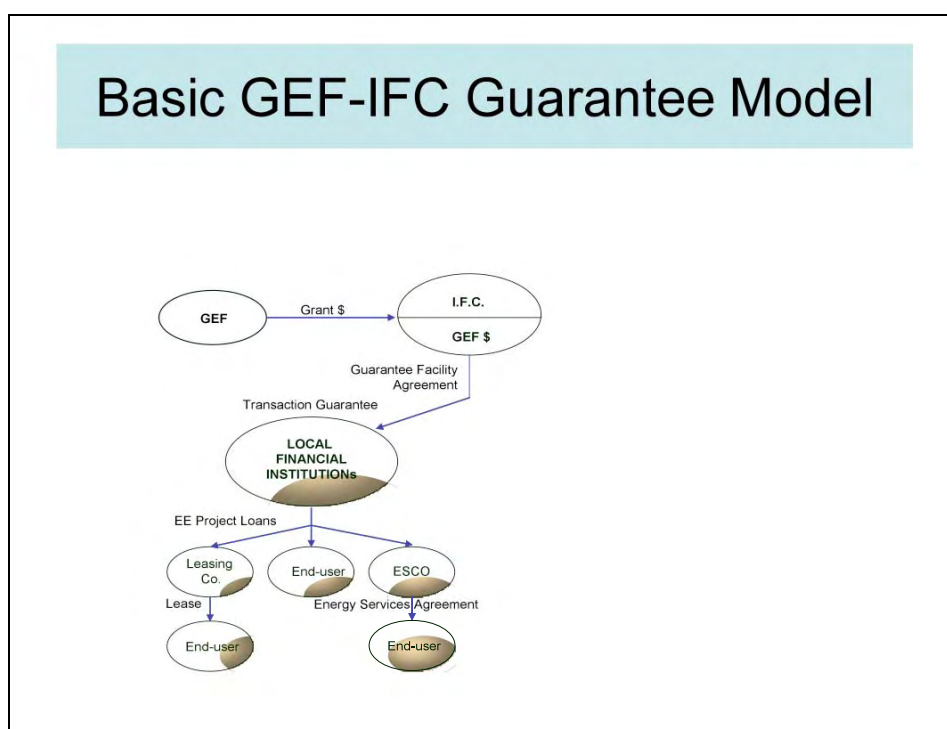 Basic GEF-IFC Guarantee Model
GEF
Grant $
I.F.C.
GEF $
Guarantee Facility
Agreement
Transaction Guarantee
LOCAL
FINANCIAL
INSTITUTIONs
EE Project Loans
Leasing
Co.
End-user
ESCO
Lease
Energy Services Agreement
End-user
End-user